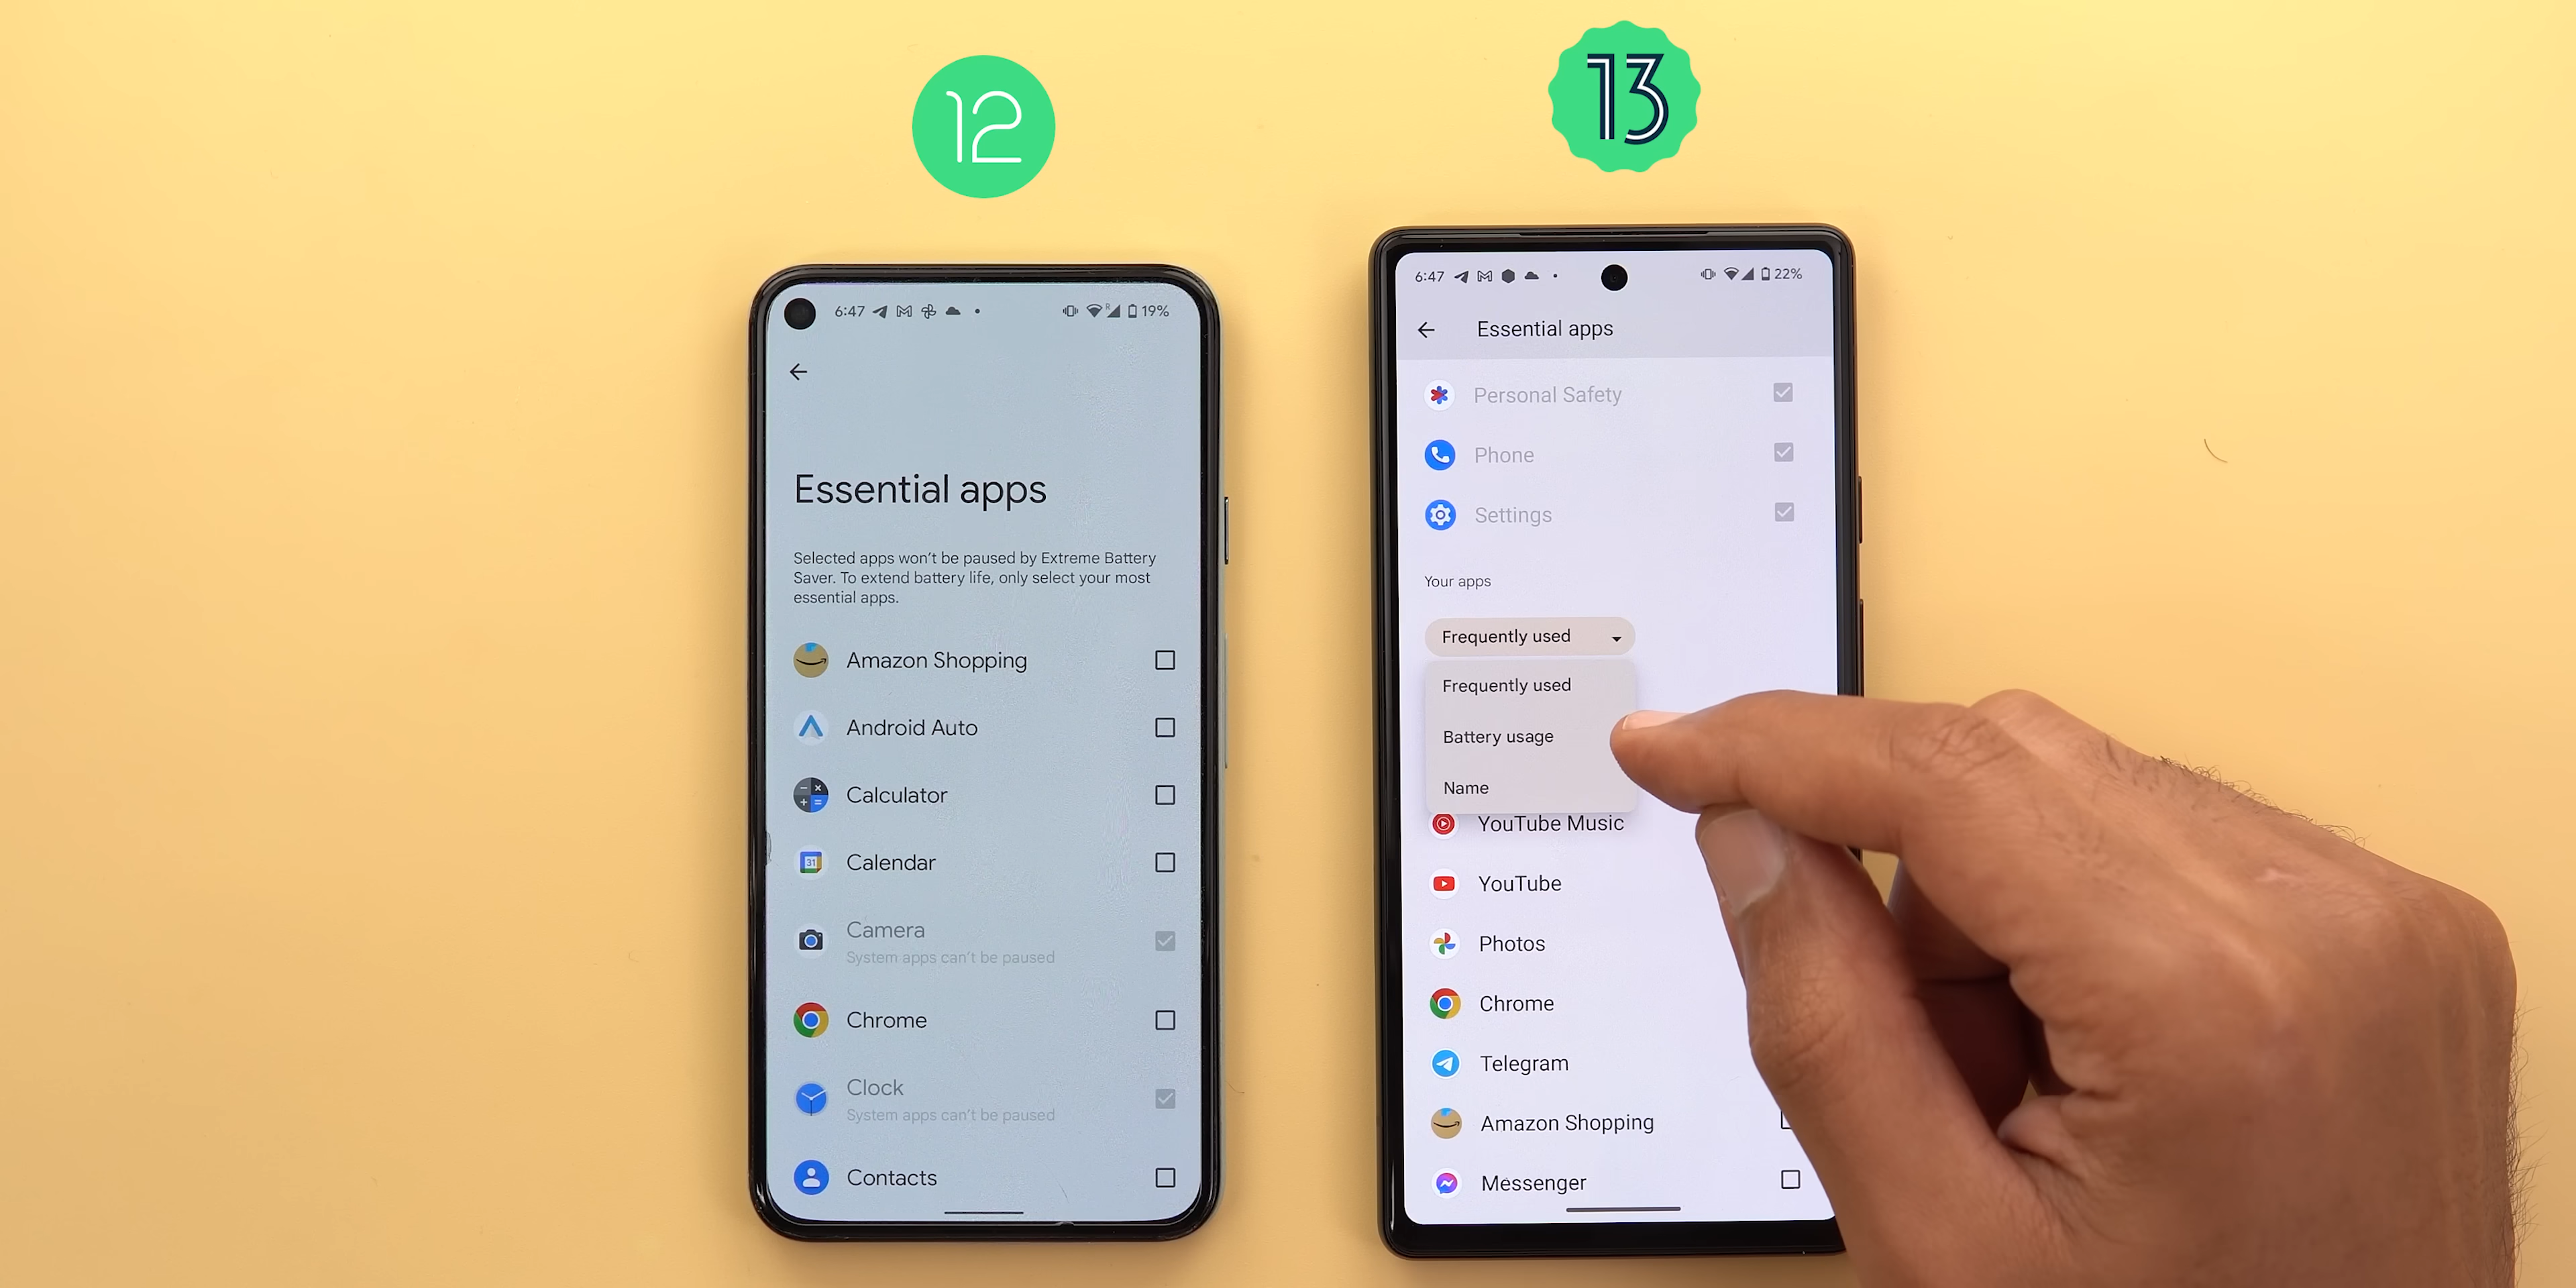 12
6:47
19%
Essential apps
Selected apps won't be paused by Extreme Battery
Saver. To extend battery life, only select your most
essential apps.
Amazon Shopping
Android Auto
Calculator
31
Calendar
Camera
System apps can't be paused
Chrome
Clock
System apps can't be paused
Contacts
13
6:47
22%
Essential apps
Personal Safety
Phone
Settings
Your apps
Frequently used
Frequently used
Battery usage
Name
YouTube Music
YouTube
Photos
Chrome
Telegram
Amazon Shopping
Messenger